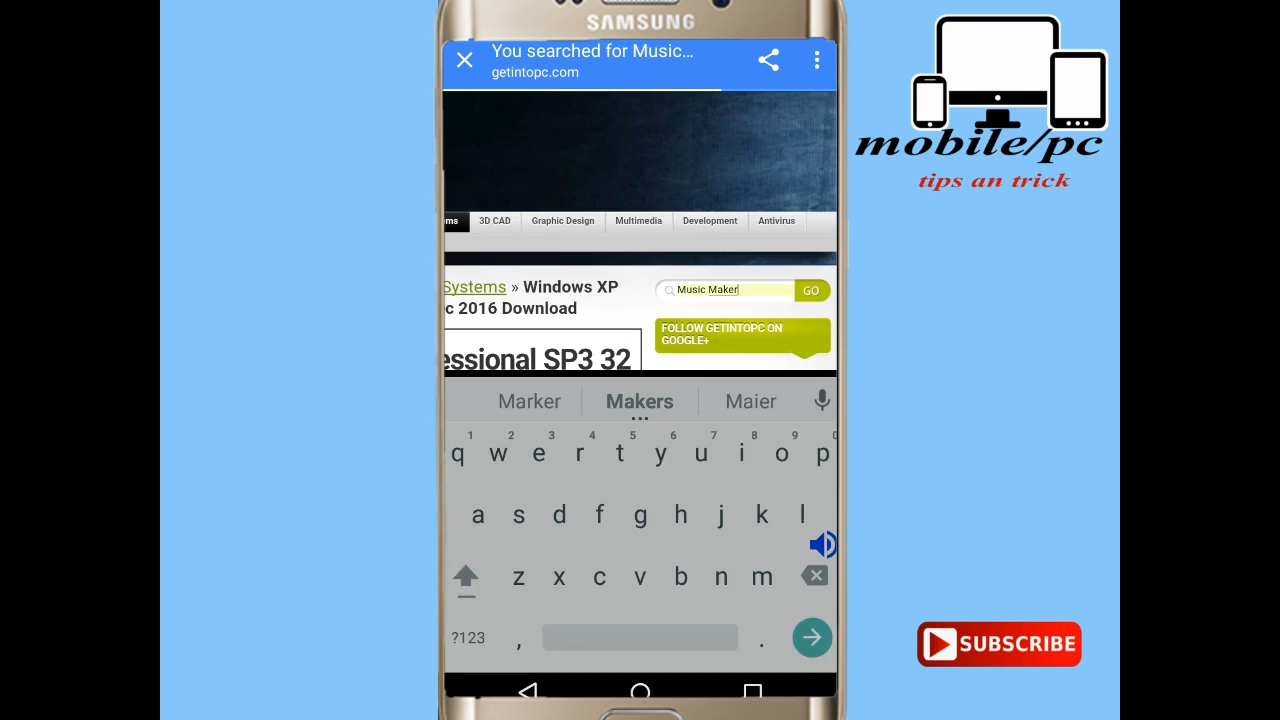 SAMSUNG
You searched for Music...
getintopc.com
ms 3D CAD Graphic Design Multimedia Development Antivirus
Systems » Windows XP
c 2016 Download
Music Maker GO
FOLLOW GETINTOPC ON
GOOGLE+
essional SP3 32
Marker Makers Maier
1 2 3 4 5 6 7 8 9 0
q w e r t y u i o p
a s d f g h j k l
z x c v b n m
?123 , .
mobile/pc
tips an trick
SUBSCRIBE